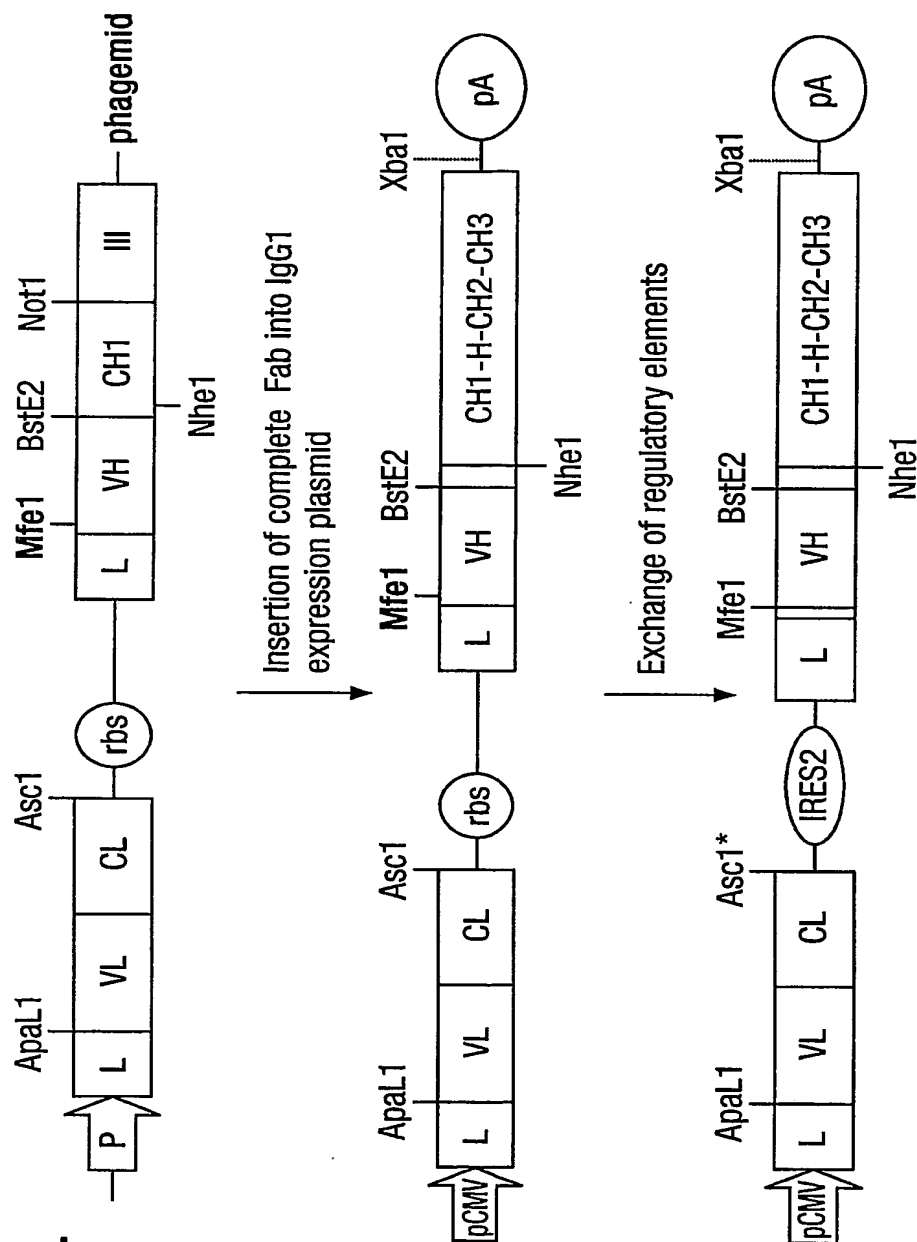 ApaL1 Asc1 Mfe1 BstE2 Not1
P L VL CL rbs L VH CH1 III phagemid
Nhe1
Insertion of complete Fab into IgG1
expression plasmid
ApaL1 Asc1 Mfe1 BstE2 Xba1
pCMV L VL CL rbs L VH CH1-H-CH2-CH3 pA
Nhe1
Exchange of regulatory elements
ApaL1 Asc1* Mfe1 BstE2 Xba1
pCMV L VL CL IRES2 L VH CH1-H-CH2-CH3 pA
Nhe1